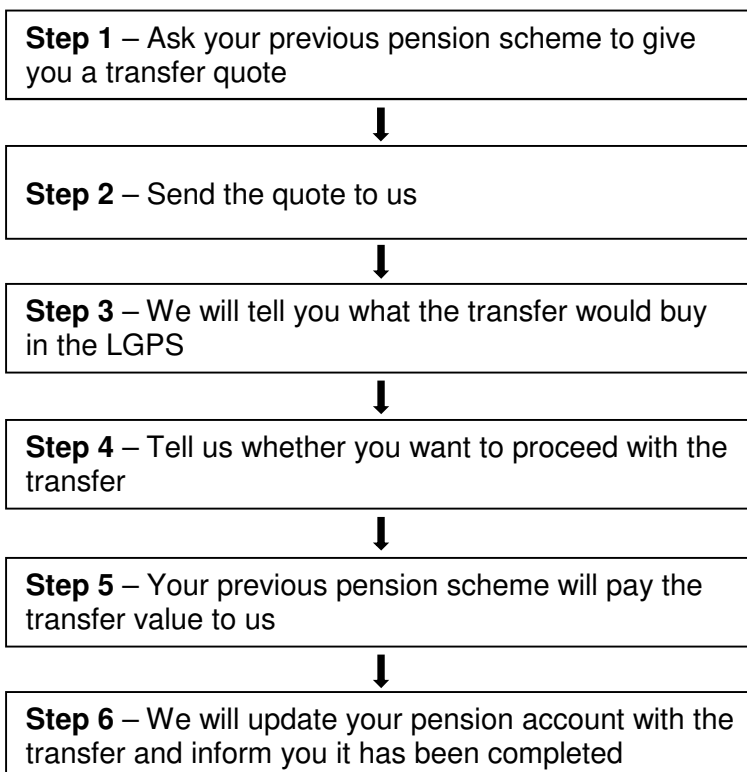 Step 1 – Ask your previous pension scheme to give
you a transfer quote
Step 2 – Send the quote to us
Step 3 – We will tell you what the transfer would buy
in the LGPS
Step 4 – Tell us whether you want to proceed with the
transfer
Step 5 – Your previous pension scheme will pay the
transfer value to us
Step 6 – We will update your pension account with the
transfer and inform you it has been completed